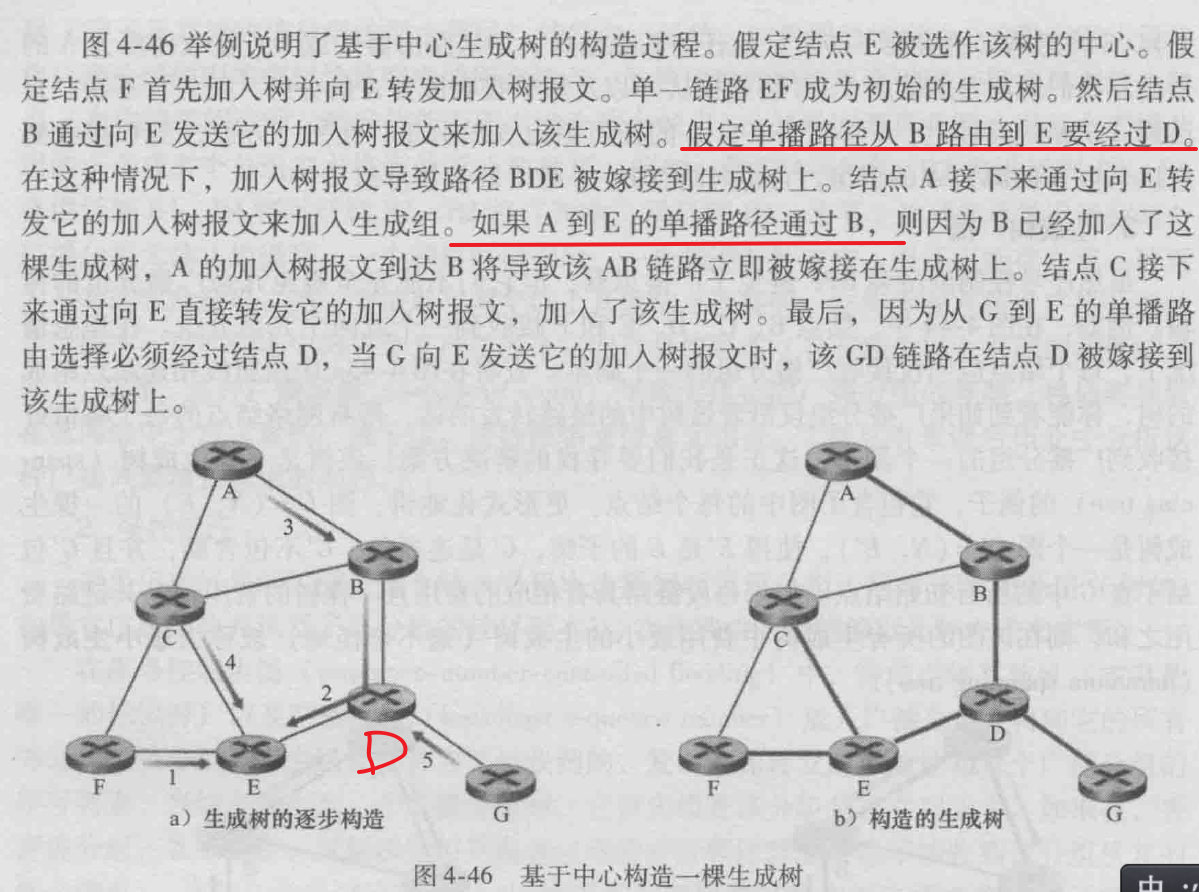 图 4-46 举例说明了基于中心生成树的构造过程。假定结点 E 被选作该树的中心。假
定结点 F 首先加入树并向 E 转发加入树报文。单一链路 EF 成为初始的生成树。然后结点
B 通过向 E 发送它的加入树报文来加入该生成树。假定单播路径从 B 路由到 E 要经过 D。
在这种情况下，加入树报文导致路径 BDE 被嫁接到生成树上。结点 A 接下来通过向 E 转
发它的加入树报文来加入生成组。如果 A 到 E 的单播路径通过 B，则因为 B 已经加入了这
棵生成树，A 的加入树报文到达 B 将导致该 AB 链路立即被嫁接在生成树上。结点 C 接下
来通过向 E 直接转发它的加入树报文，加入了该生成树。最后，因为从 G 到 E 的单播路
由选择必须经过结点 D，当 G 向 E 发送它的加入树报文时，该 GD 链路在结点 D 被嫁接到
该生成树上。
A
3
B
C
4
2
D
5
F
1
E
G
a）生成树的逐步构造
A
B
C
D
F
E
G
b）构造的生成树
图 4-46 基于中心构造一棵生成树